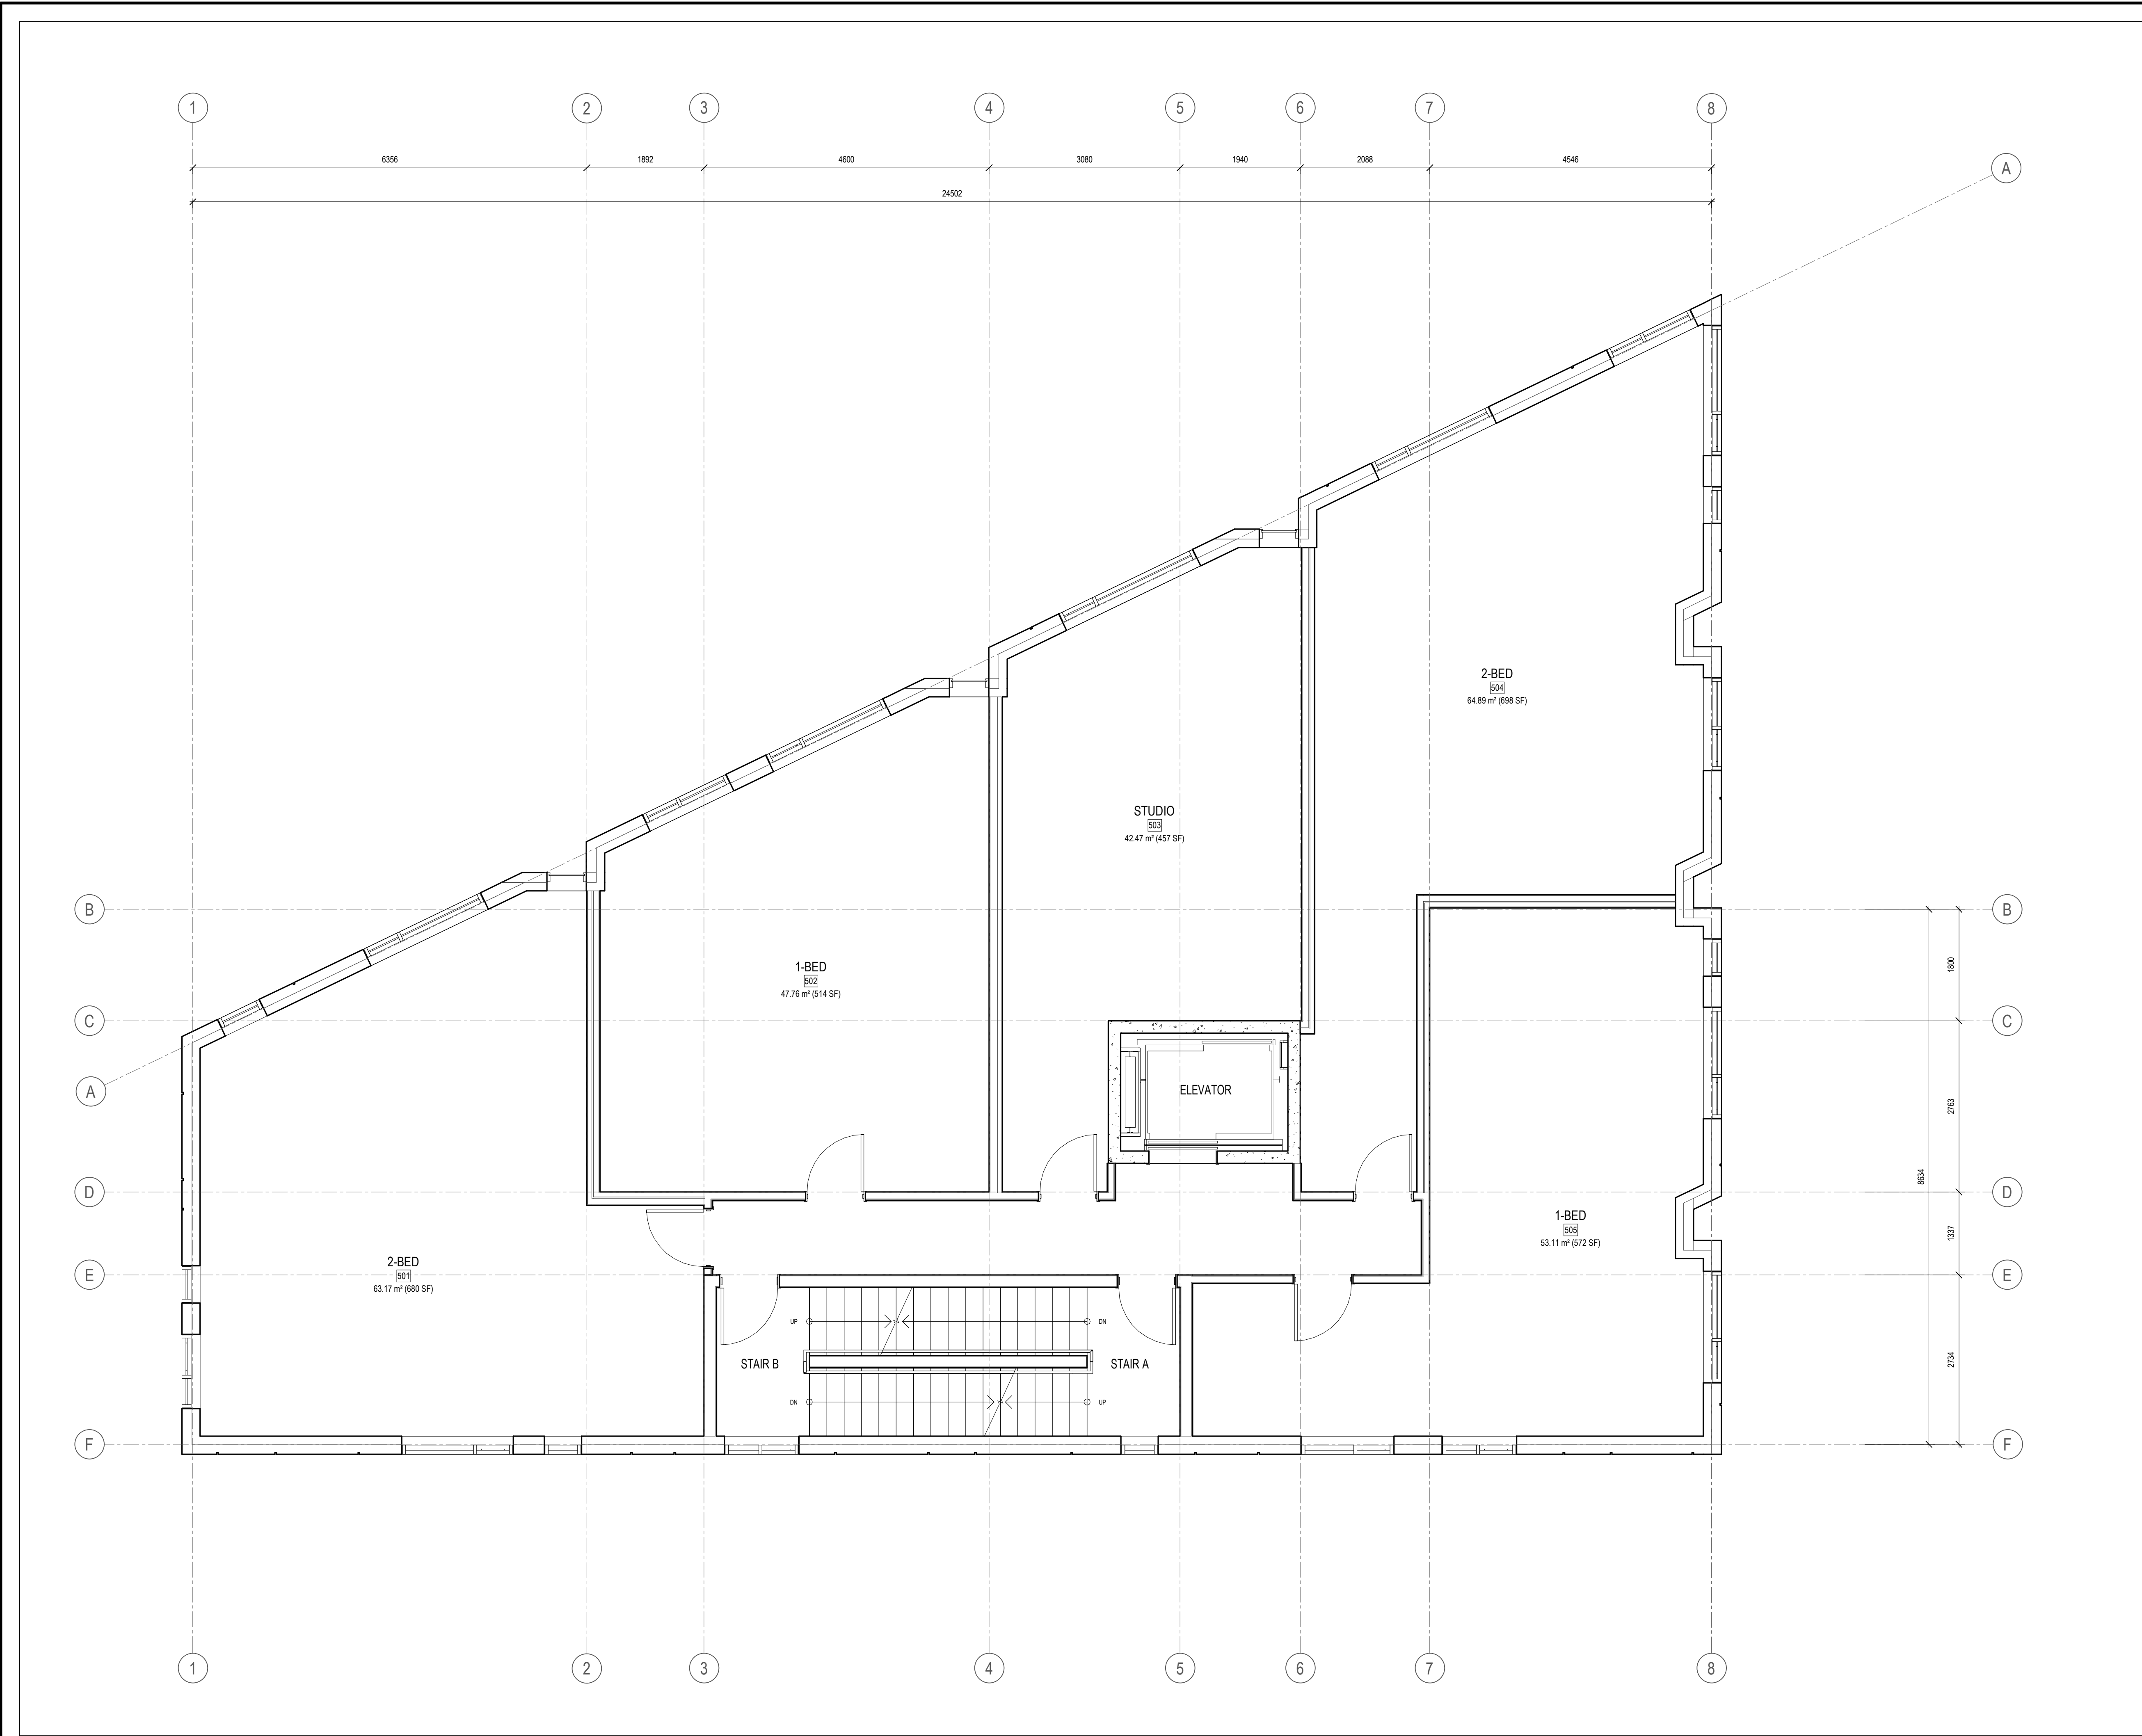 1 2 3 4 5 6 7 8
6356 1892 4600 3080 1940 2088 4546
A
24502
2-BED
504
64.89 m² (698 SF)
STUDIO
503
42.47 m² (457 SF)
B B
1800
1-BED
502
47.76 m² (514 SF)
C C
A
ELEVATOR
2763
8634
D D
1-BED
505
53.11 m² (572 SF)
1337
2-BED
501
63.17 m² (680 SF)
E E
UP DN
STAIR B STAIR A
2734
DN UP
F F
1 2 3 4 5 6 7 8